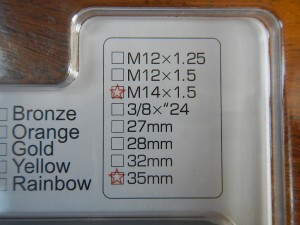 M12×1.25
M12×1.5
M14×1.5
3/8×"24
27mm
28mm
32mm
35mm
Bronze
Orange
Gold
Yellow
Rainbow